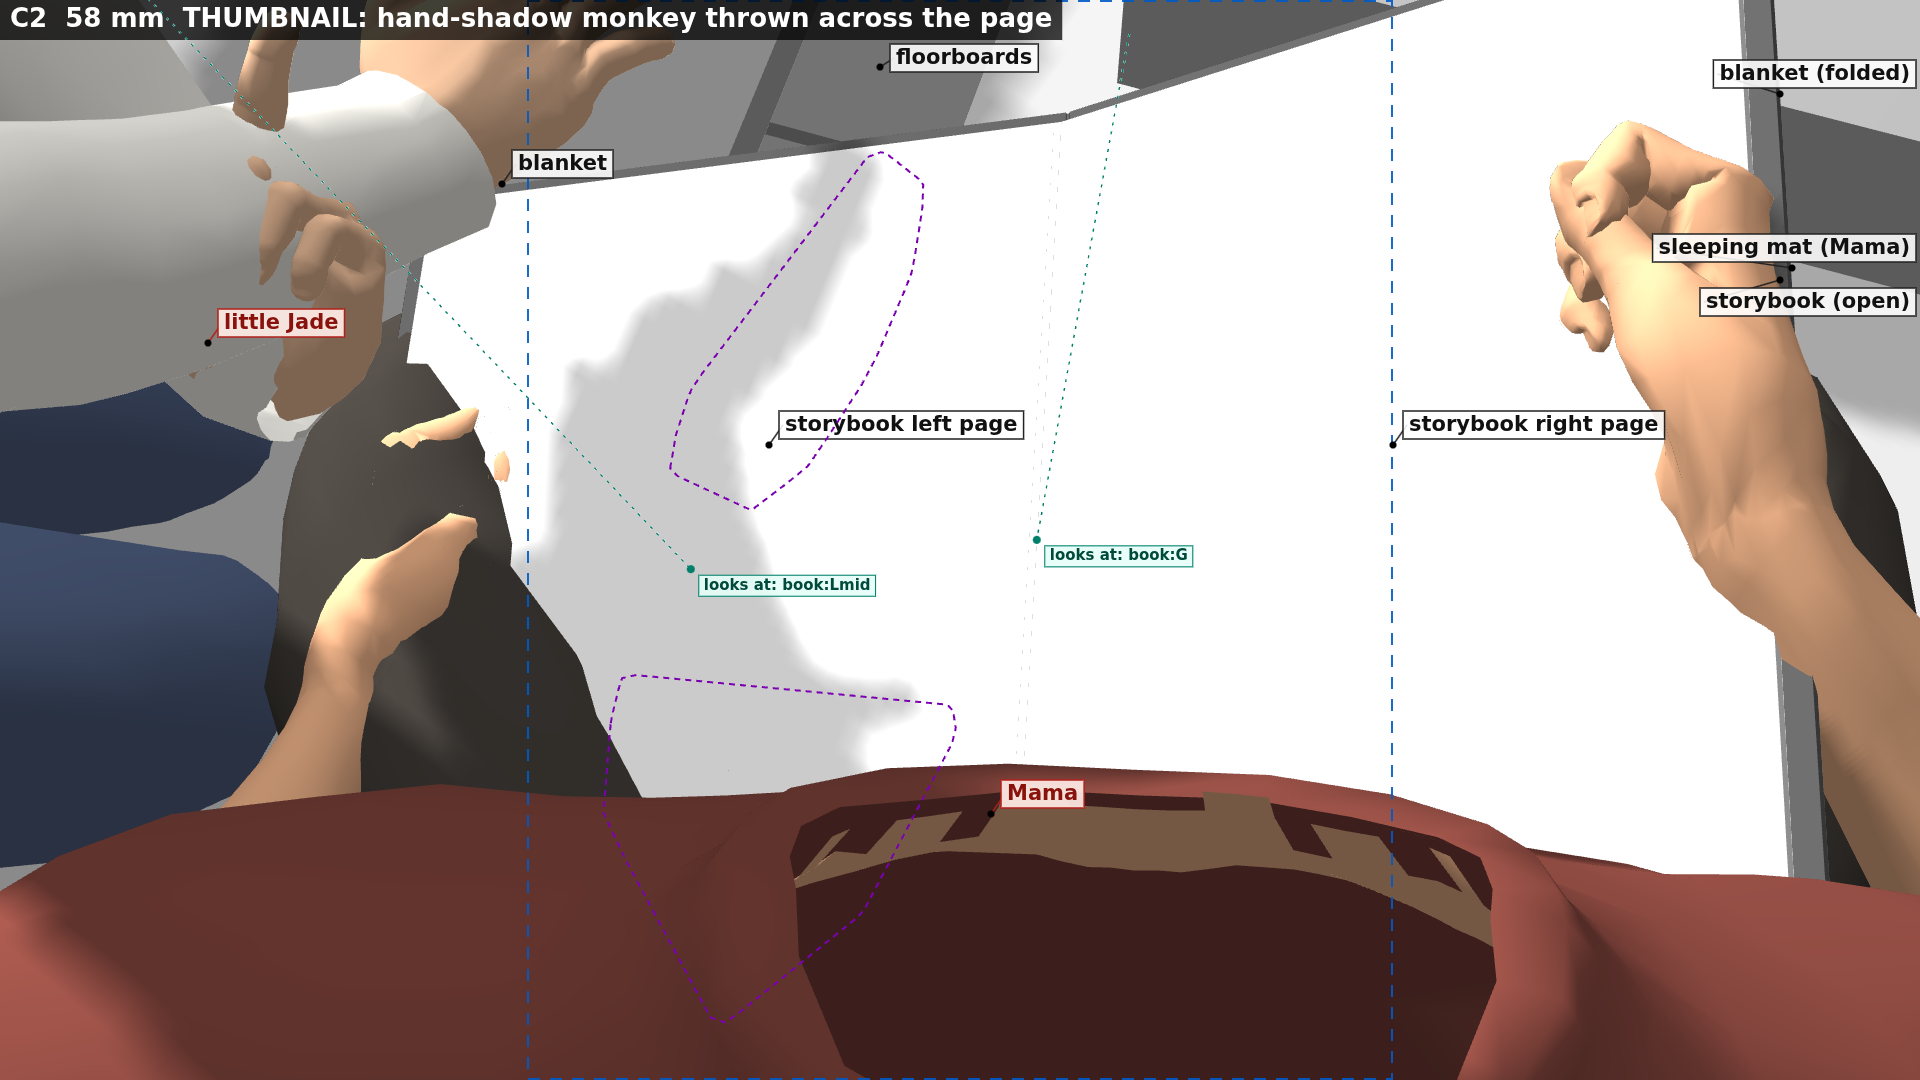 C2 58 mm THUMBNAIL: hand-shadow monkey thrown across the page
floorboards
blanket (folded)
blanket
sleeping mat (Mama)
storybook (open)
little Jade
storybook left page
storybook right page
looks at: book:G
looks at: book:Lmid
Mama